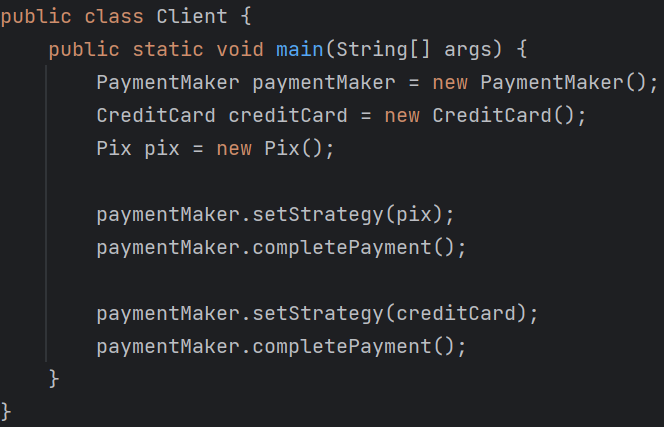 public class Client {
    public static void main(String[] args) {
        PaymentMaker paymentMaker = new PaymentMaker();
        CreditCard creditCard = new CreditCard();
        Pix pix = new Pix();

        paymentMaker.setStrategy(pix);
        paymentMaker.completePayment();

        paymentMaker.setStrategy(creditCard);
        paymentMaker.completePayment();
    }
}